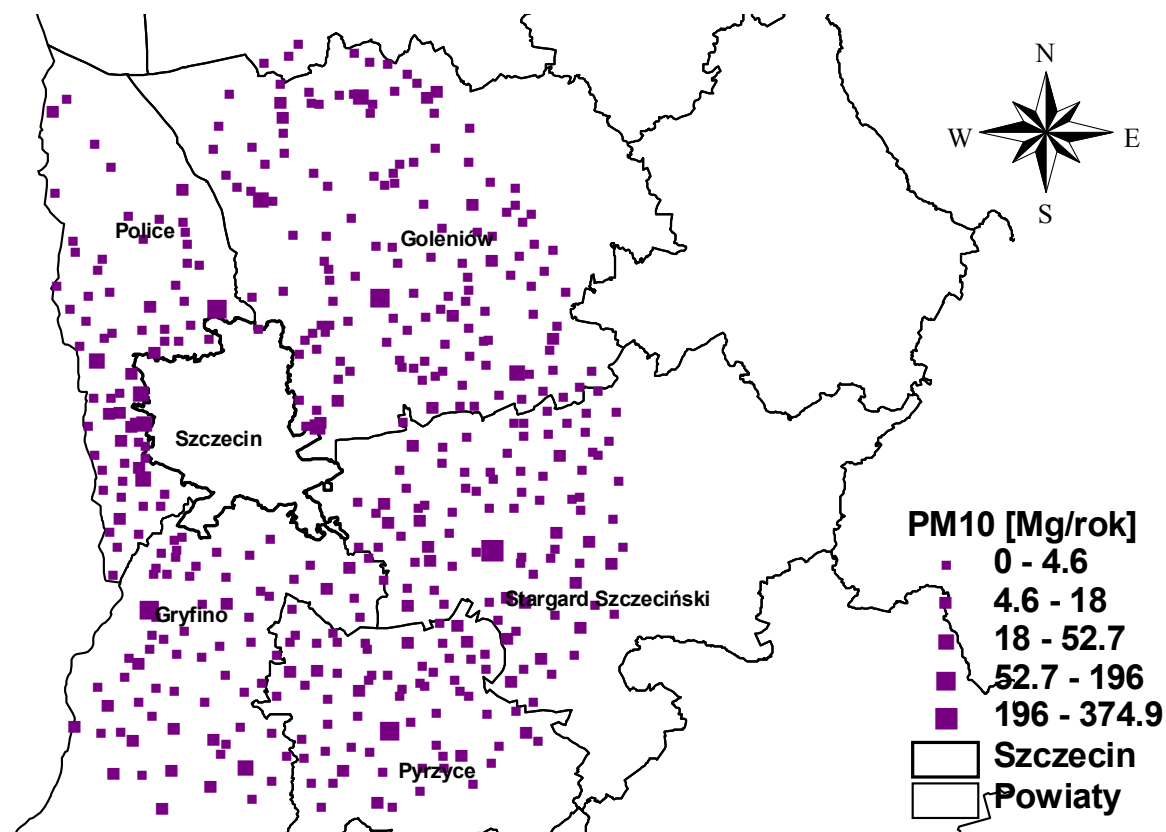 N
W
E
S
Police
Goleniów
Szczecin
PM10 [Mg/rok]
0 - 4.6
4.6 - 18
18 - 52.7
52.7 - 196
196 - 374.9
Szczecin
Powiaty
Stargard Szczeciński
Gryfino
Pyrzyce